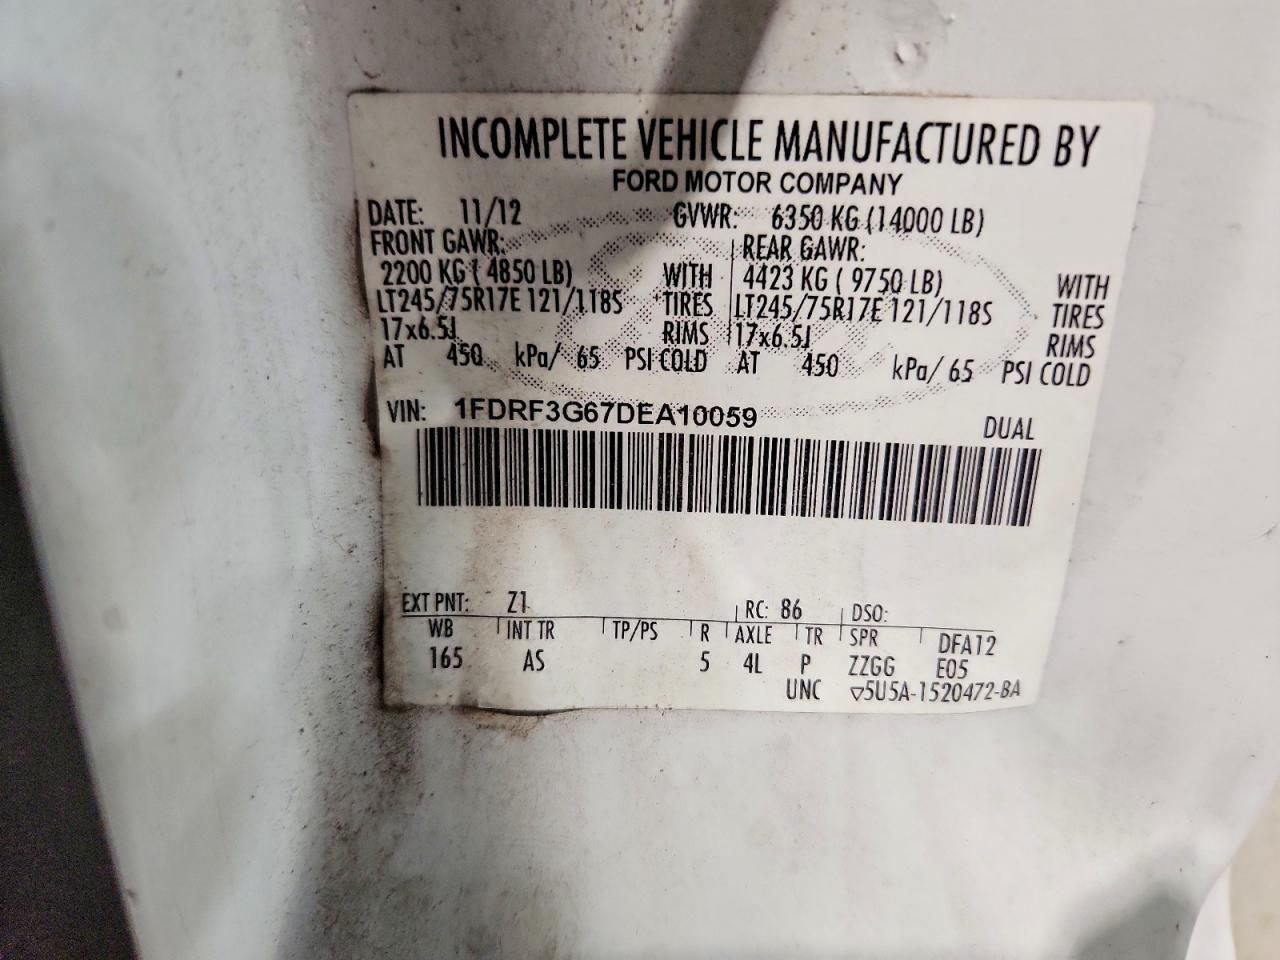 INCOMPLETE VEHICLE MANUFACTURED BY
FORD MOTOR COMPANY
DATE: 11/12 GVWR: 6350 KG (14000 LB)
FRONT GAWR: REAR GAWR:
2200 KG ( 4850 LB) WITH 4423 KG ( 9750 LB) WITH
LT245/75R17E 121/118S TIRES LT245/75R17E 121/118S TIRES
17x6.5J RIMS 17x6.5J RIMS
AT 450 kPa/ 65 PSI COLD AT 450 kPa/ 65 PSI COLD
VIN: 1FDRF3G67DEA10059 DUAL
EXT PNT: Z1 RC: 86 DSO:
WB INT TR TP/PS R AXLE TR SPR DFA12
165 AS 5 4L P ZZGG E05
UNC ▽5U5A-1520472-BA